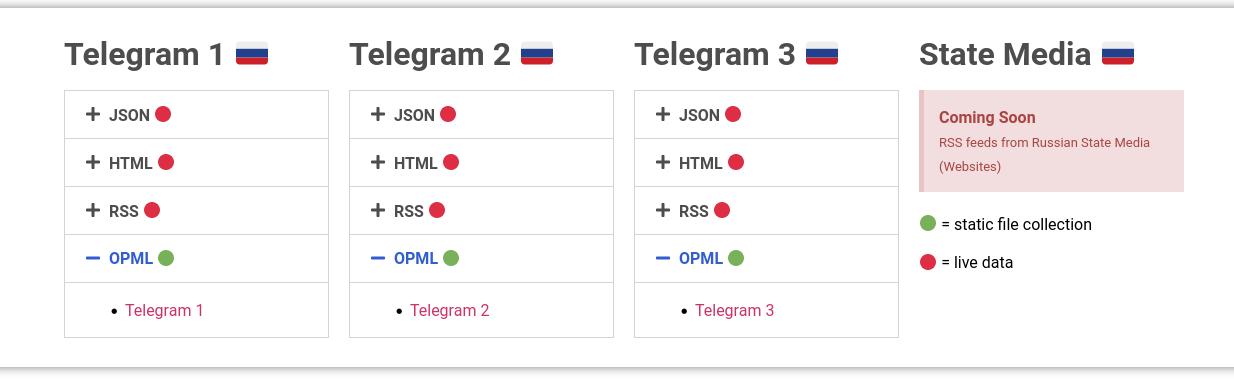 Telegram 1
JSON
HTML
RSS
OPML
Telegram 1
Telegram 2
JSON
HTML
RSS
OPML
Telegram 2
Telegram 3
JSON
HTML
RSS
OPML
Telegram 3
State Media
Coming Soon
RSS feeds from Russian State Media
(Websites)
= static file collection
= live data